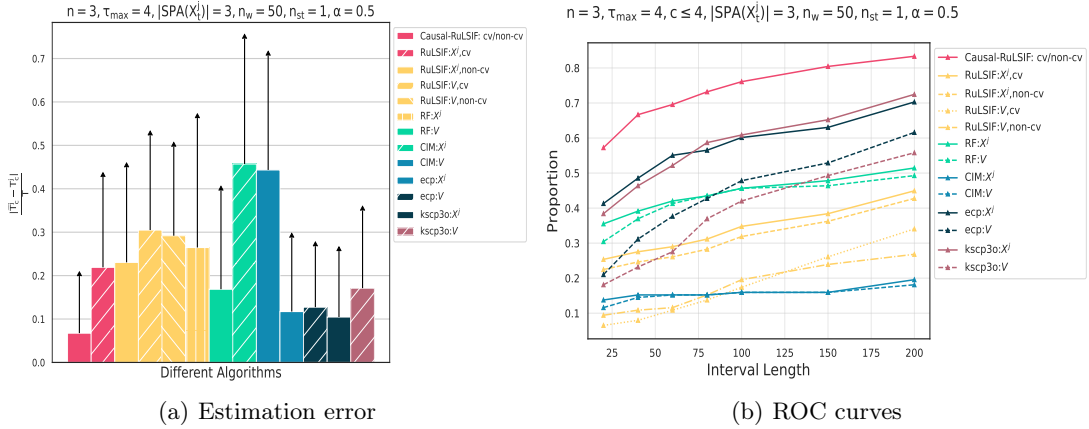 n = 3, τmax = 4, |SPA(X_t^j)| = 3, n_w = 50, n_st = 1, α = 0.5
0.7
0.6
0.5
0.4
0.3
0.2
0.1
0.0
Different Algorithms
Causal-RuLSIF: cv/non-cv
RuLSIF:X^j,cv
RuLSIF:X^j,non-cv
RuLSIF:V,cv
RuLSIF:V,non-cv
RF:X^j
RF:V
CIM:X^j
CIM:V
ecp:X^j
ecp:V
kscp3o:X^j
kscp3o:V
(a) Estimation error
n = 3, τmax = 4, c ≤ 4, |SPA(X_t^j)| = 3, n_w = 50, n_st = 1, α = 0.5
Proportion
0.8
0.7
0.6
0.5
0.4
0.3
0.2
0.1
25 50 75 100 125 150 175 200
Interval Length
Causal-RuLSIF: cv/non-cv
RuLSIF:X^j,cv
RuLSIF:X^j,non-cv
RuLSIF:V,cv
RuLSIF:V,non-cv
RF:X^j
RF:V
CIM:X^j
CIM:V
ecp:X^j
ecp:V
kscp3o:X^j
kscp3o:V
(b) ROC curves